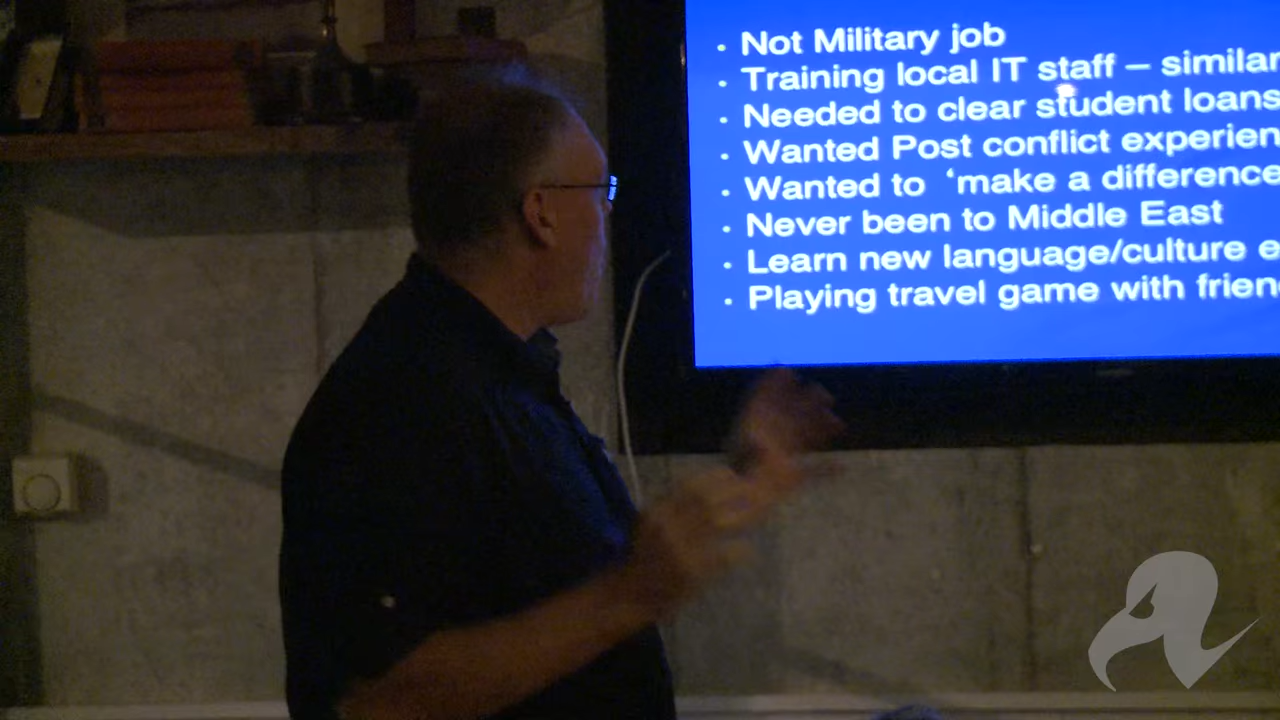 • Not Military job
• Training local IT staff – similar
• Needed to clear student loans
• Wanted Post conflict experien
• Wanted to ‘make a difference
• Never been to Middle East
• Learn new language/culture e
• Playing travel game with frien